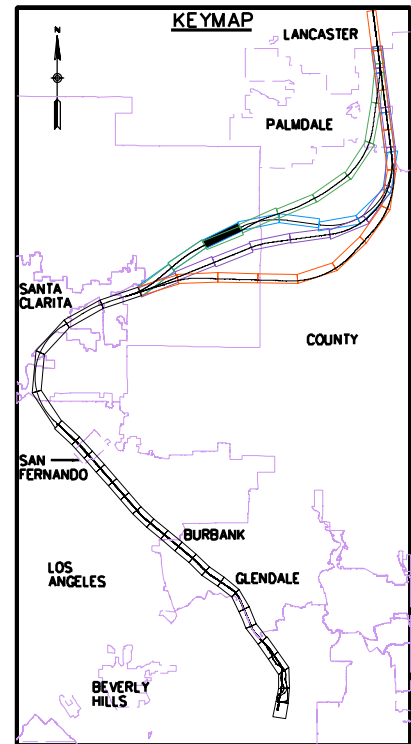 KEYMAP
N
LANCASTER
PALMDALE
SANTA
CLARITA
COUNTY
SAN
FERNANDO
BURBANK
LOS
ANGELES
GLENDALE
BEVERLY
HILLS